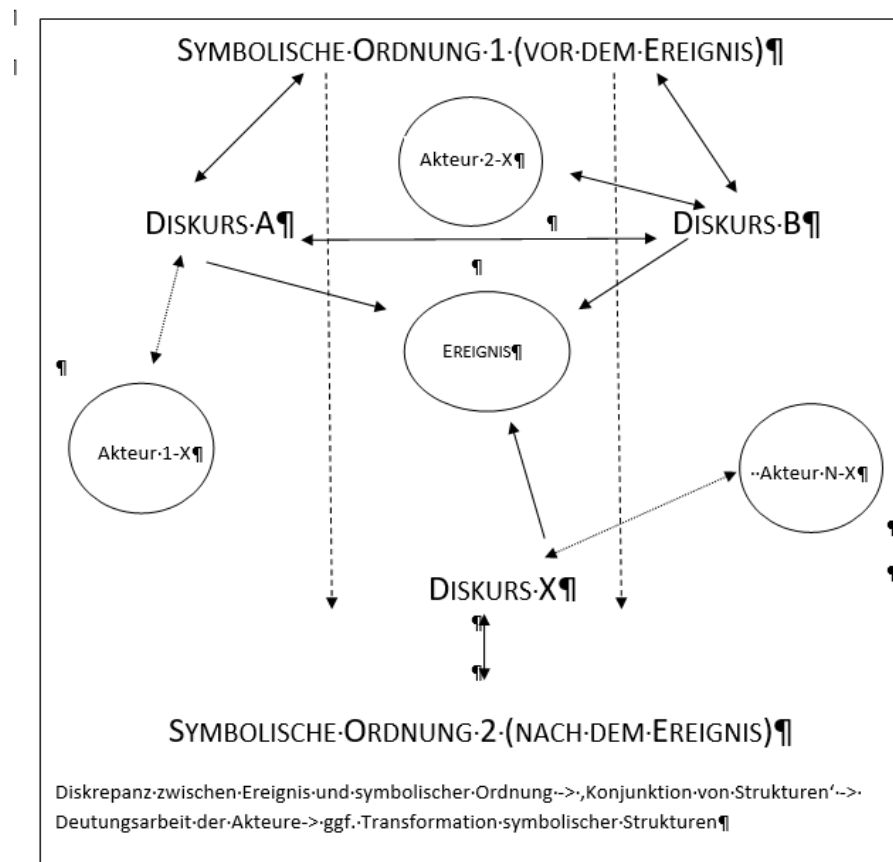 SYMBOLISCHE·ORDNUNG·1·(VOR·DEM·EREIGNIS)¶
Akteur·2-X¶
DISKURS·A¶
¶
DISKURS·B¶
¶
EREIGNIS¶
¶
Akteur·1-X¶
··Akteur·N-X¶
¶
¶
DISKURS·X¶
¶
¶
SYMBOLISCHE·ORDNUNG·2·(NACH·DEM·EREIGNIS)¶
Diskrepanz·zwischen·Ereignis·und·symbolischer·Ordnung·->·‚Konjunktion·von·Strukturen‘·->·
Deutungsarbeit·der·Akteure->·ggf.·Transformation·symbolischer·Strukturen¶